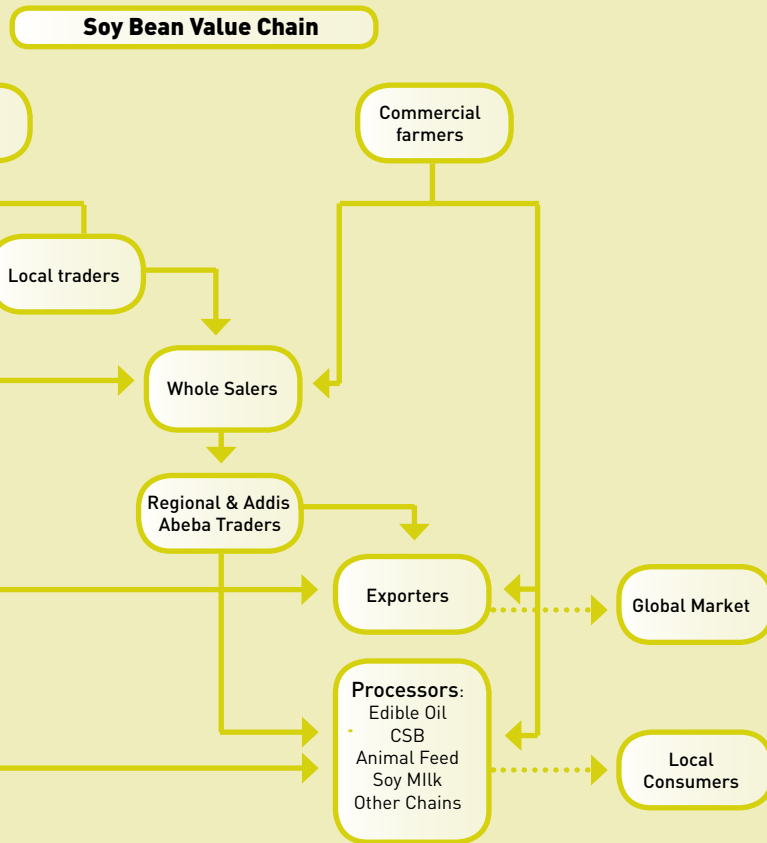 Soy Bean Value Chain
Commercial
farmers
Local traders
Whole Salers
Regional & Addis
Abeba Traders
Exporters
Global Market
Processors:
Edible Oil
CSB
Animal Feed
Soy MIlk
Other Chains
Local
Consumers